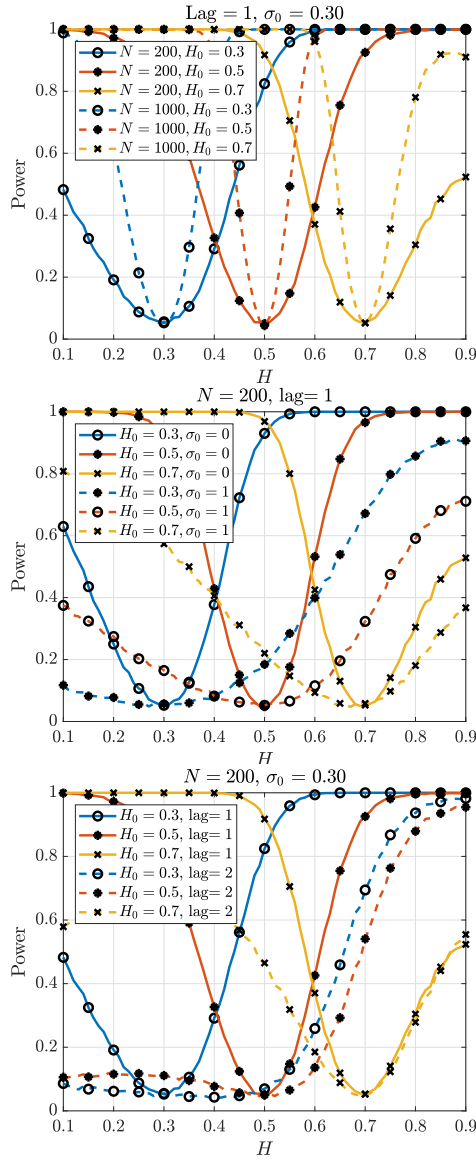 Lag = 1, σ₀ = 0.30
1
0.8
0.6
0.4
0.2
0
Power
N = 200, H₀ = 0.3
N = 200, H₀ = 0.5
N = 200, H₀ = 0.7
N = 1000, H₀ = 0.3
N = 1000, H₀ = 0.5
N = 1000, H₀ = 0.7
0.1 0.2 0.3 0.4 0.5 0.6 0.7 0.8 0.9
H
N = 200, lag= 1
1
0.8
0.6
0.4
0.2
0
Power
H₀ = 0.3, σ₀ = 0
H₀ = 0.5, σ₀ = 0
H₀ = 0.7, σ₀ = 0
H₀ = 0.3, σ₀ = 1
H₀ = 0.5, σ₀ = 1
H₀ = 0.7, σ₀ = 1
0.1 0.2 0.3 0.4 0.5 0.6 0.7 0.8 0.9
H
N = 200, σ₀ = 0.30
1
0.8
0.6
0.4
0.2
0
Power
H₀ = 0.3, lag= 1
H₀ = 0.5, lag= 1
H₀ = 0.7, lag= 1
H₀ = 0.3, lag= 2
H₀ = 0.5, lag= 2
H₀ = 0.7, lag= 2
0.1 0.2 0.3 0.4 0.5 0.6 0.7 0.8 0.9
H